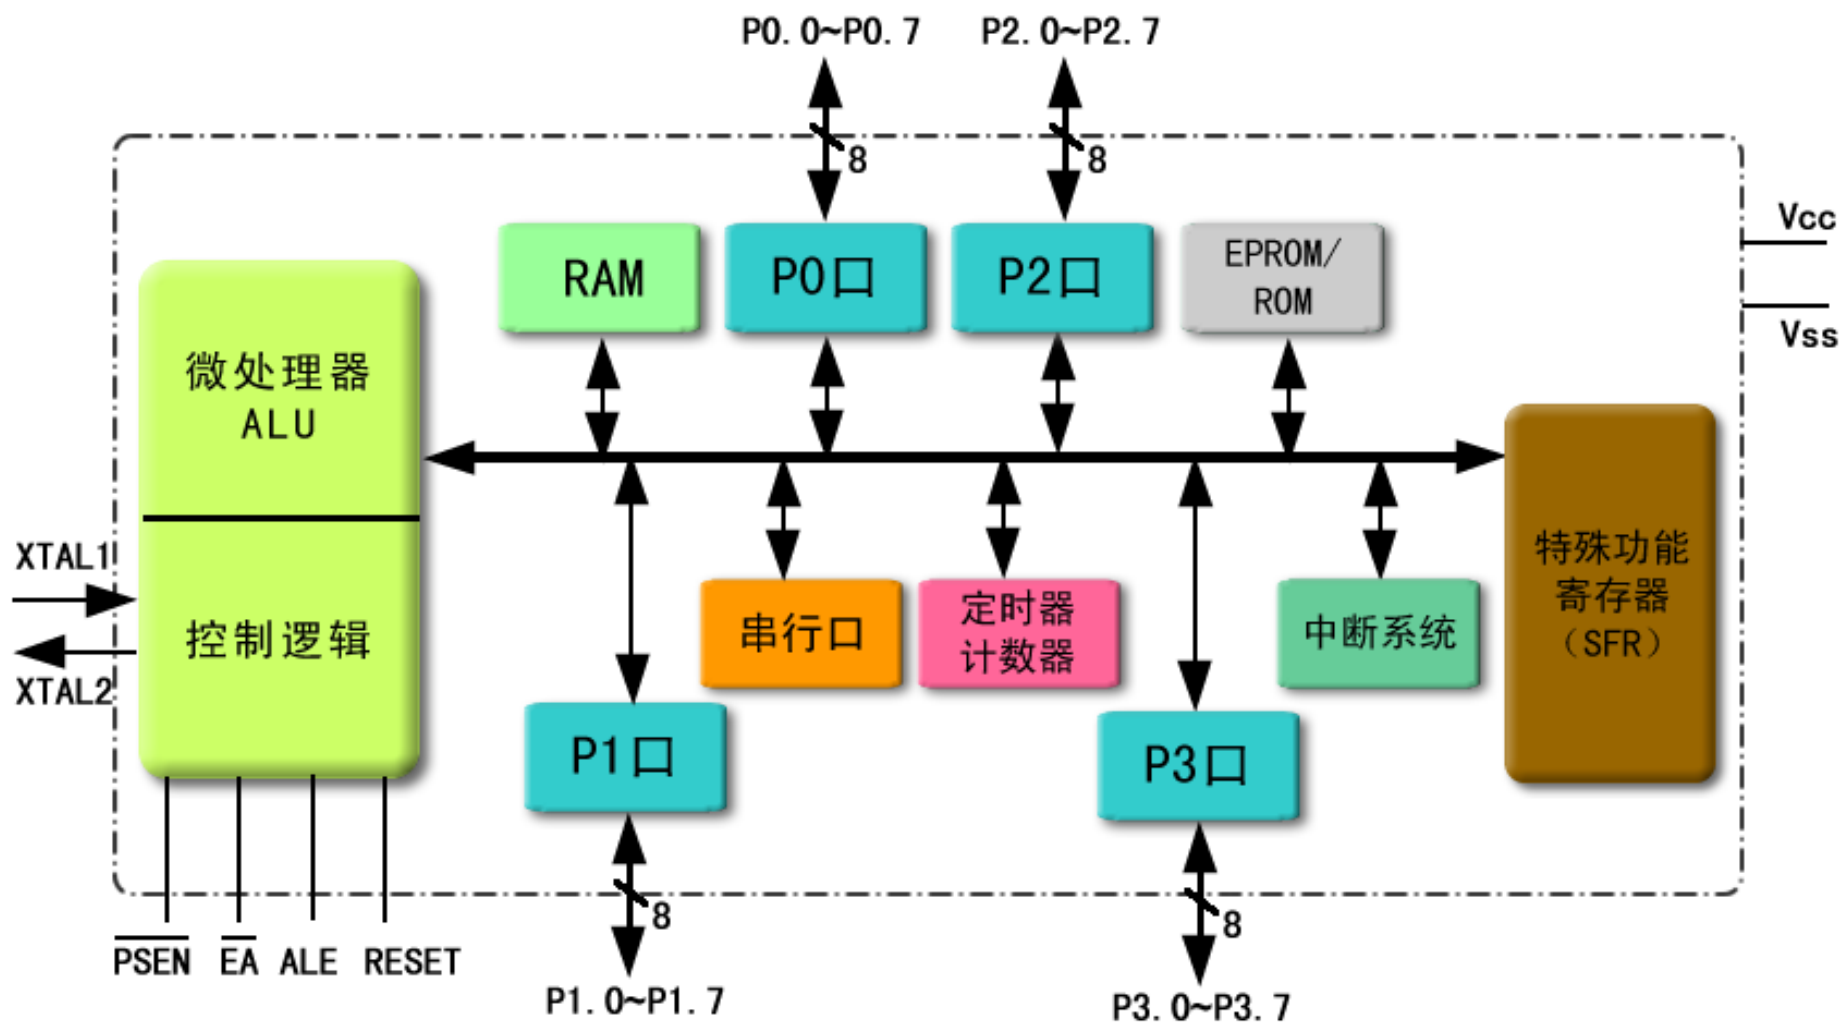 P0.0~P0.7
P2.0~P2.7
8
8
Vcc
Vss
RAM
P0口
P2口
EPROM/
ROM
微处理器
ALU
控制逻辑
XTAL1
XTAL2
特殊功能
寄存器
（SFR）
串行口
定时器
计数器
中断系统
P1口
P3口
8
8
PSEN
EA
ALE
RESET
P1.0~P1.7
P3.0~P3.7